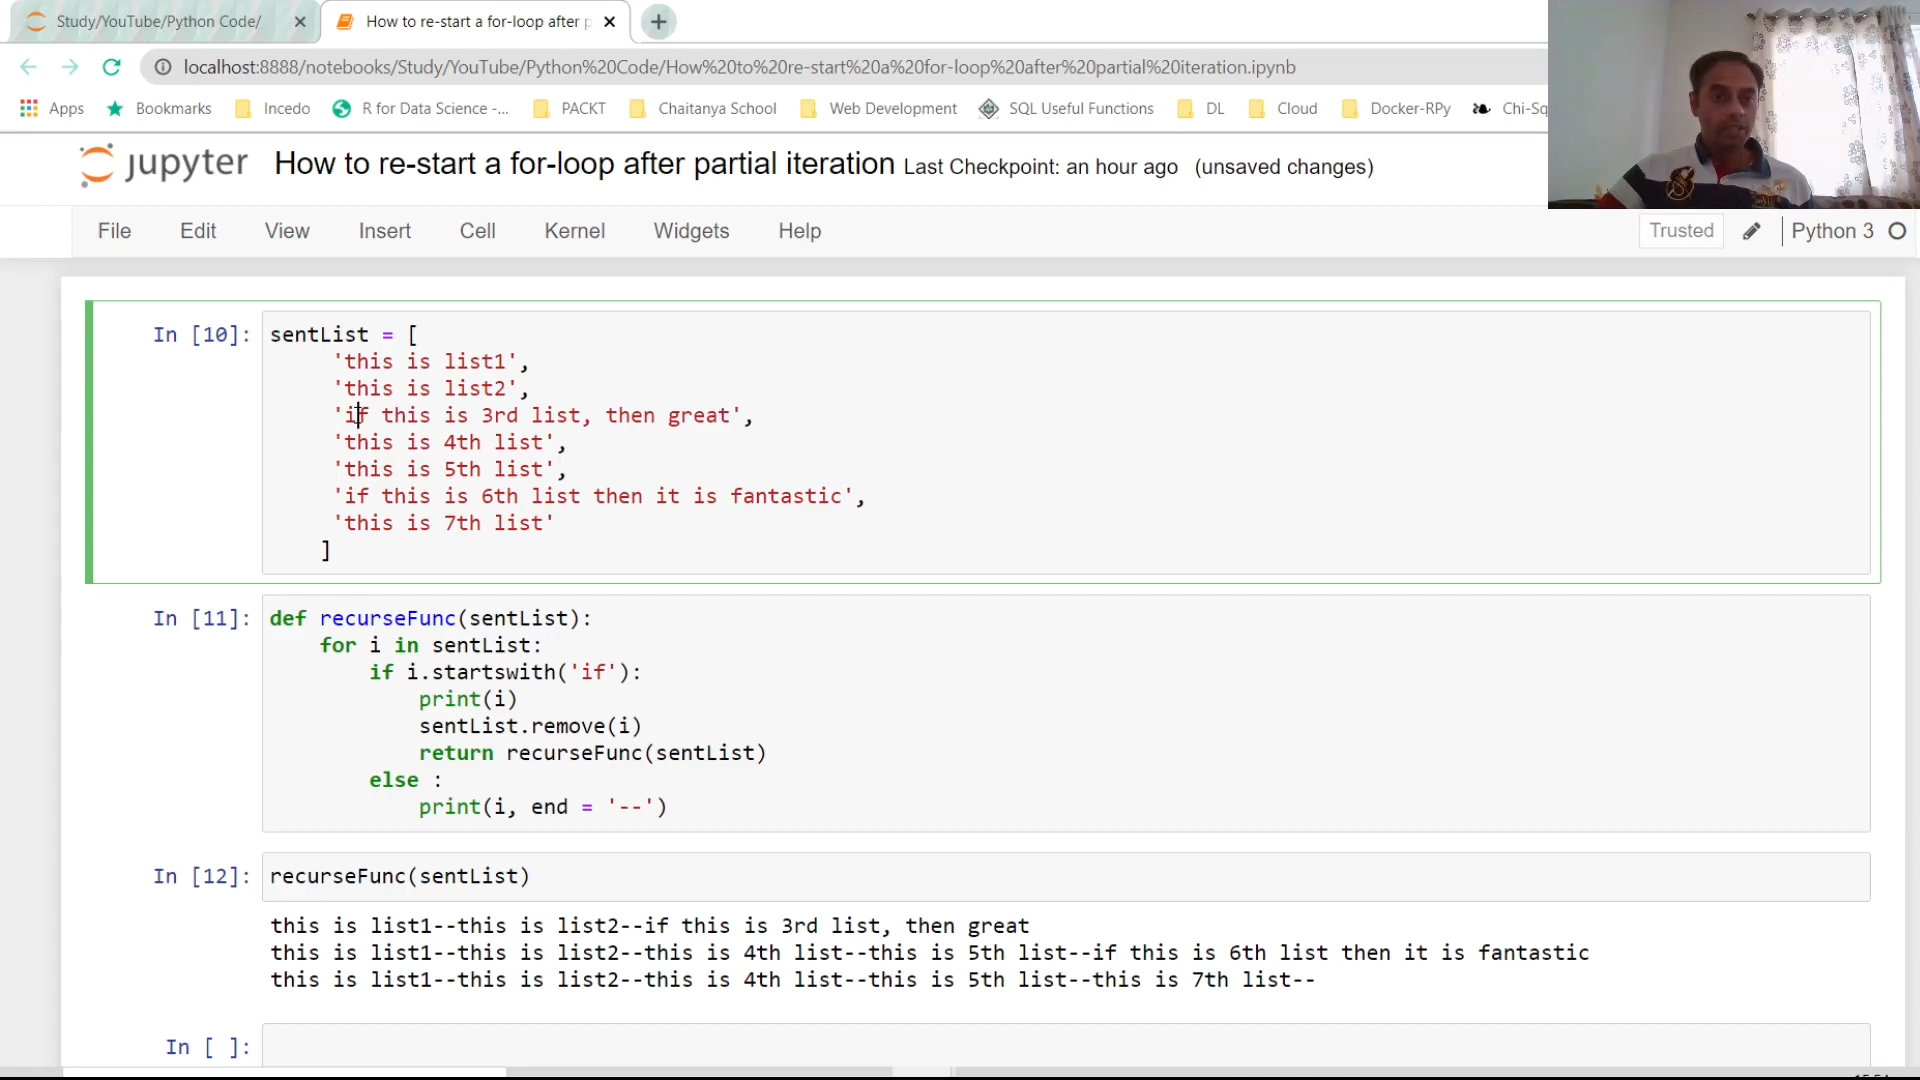 Study/YouTube/Python Code/
How to re-start a for-loop after p
localhost:8888/notebooks/Study/YouTube/Python%20Code/How%20to%20re-start%20a%20for-loop%20after%20partial%20iteration.ipynb
Apps Bookmarks Incedo R for Data Science -... PACKT Chaitanya School Web Development SQL Useful Functions DL Cloud Docker-RPy Chi-Sq
jupyter How to re-start a for-loop after partial iteration Last Checkpoint: an hour ago (unsaved changes)
File Edit View Insert Cell Kernel Widgets Help Trusted Python 3
In [10]: sentList = [
'this is list1',
'this is list2',
'if this is 3rd list, then great',
'this is 4th list',
'this is 5th list',
'if this is 6th list then it is fantastic',
'this is 7th list'
]
In [11]: def recurseFunc(sentList):
for i in sentList:
if i.startswith('if'):
print(i)
sentList.remove(i)
return recurseFunc(sentList)
else :
print(i, end = '--')
In [12]: recurseFunc(sentList)
this is list1--this is list2--if this is 3rd list, then great
this is list1--this is list2--this is 4th list--this is 5th list--if this is 6th list then it is fantastic
this is list1--this is list2--this is 4th list--this is 5th list--this is 7th list--
In [ ]: